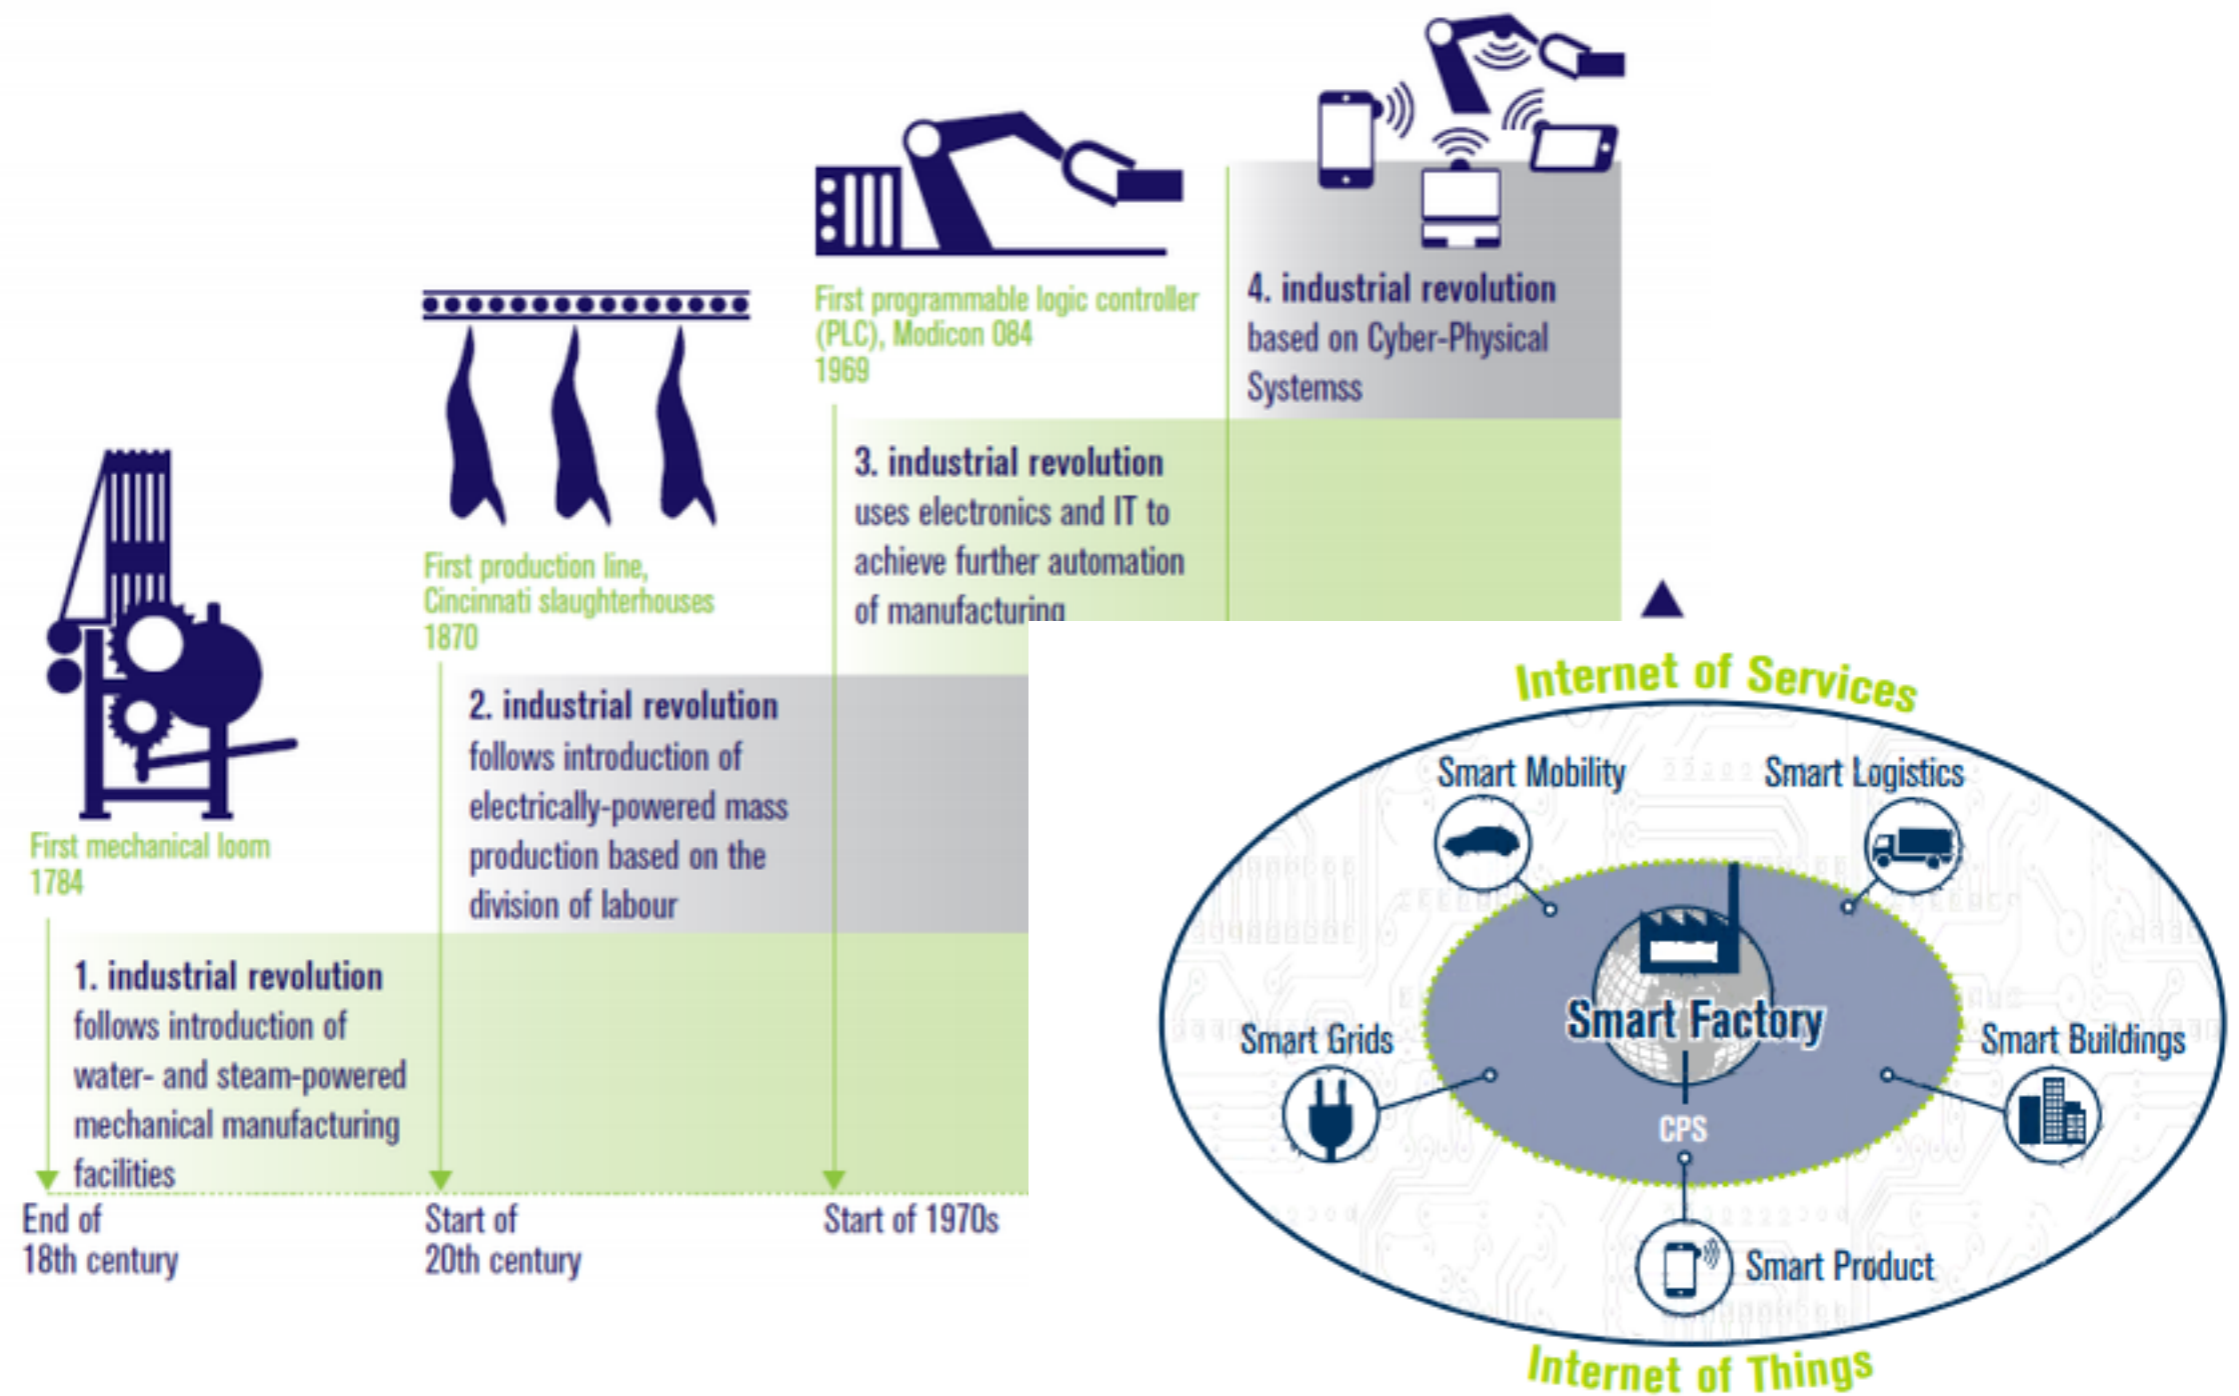 First programmable logic controller
(PLC), Modicon 084
1969
4. industrial revolution
based on Cyber-Physical
Systemss
3. industrial revolution
uses electronics and IT to
achieve further automation
of manufacturing
First production line,
Cincinnati slaughterhouses
1870
2. industrial revolution
follows introduction of
electrically-powered mass
production based on the
division of labour
First mechanical loom
1784
1. industrial revolution
follows introduction of
water- and steam-powered
mechanical manufacturing
facilities
End of
18th century
Start of
20th century
Start of 1970s
Internet of Services
Smart Mobility
Smart Logistics
Smart Factory
Smart Grids
Smart Buildings
CPS
Smart Product
Internet of Things